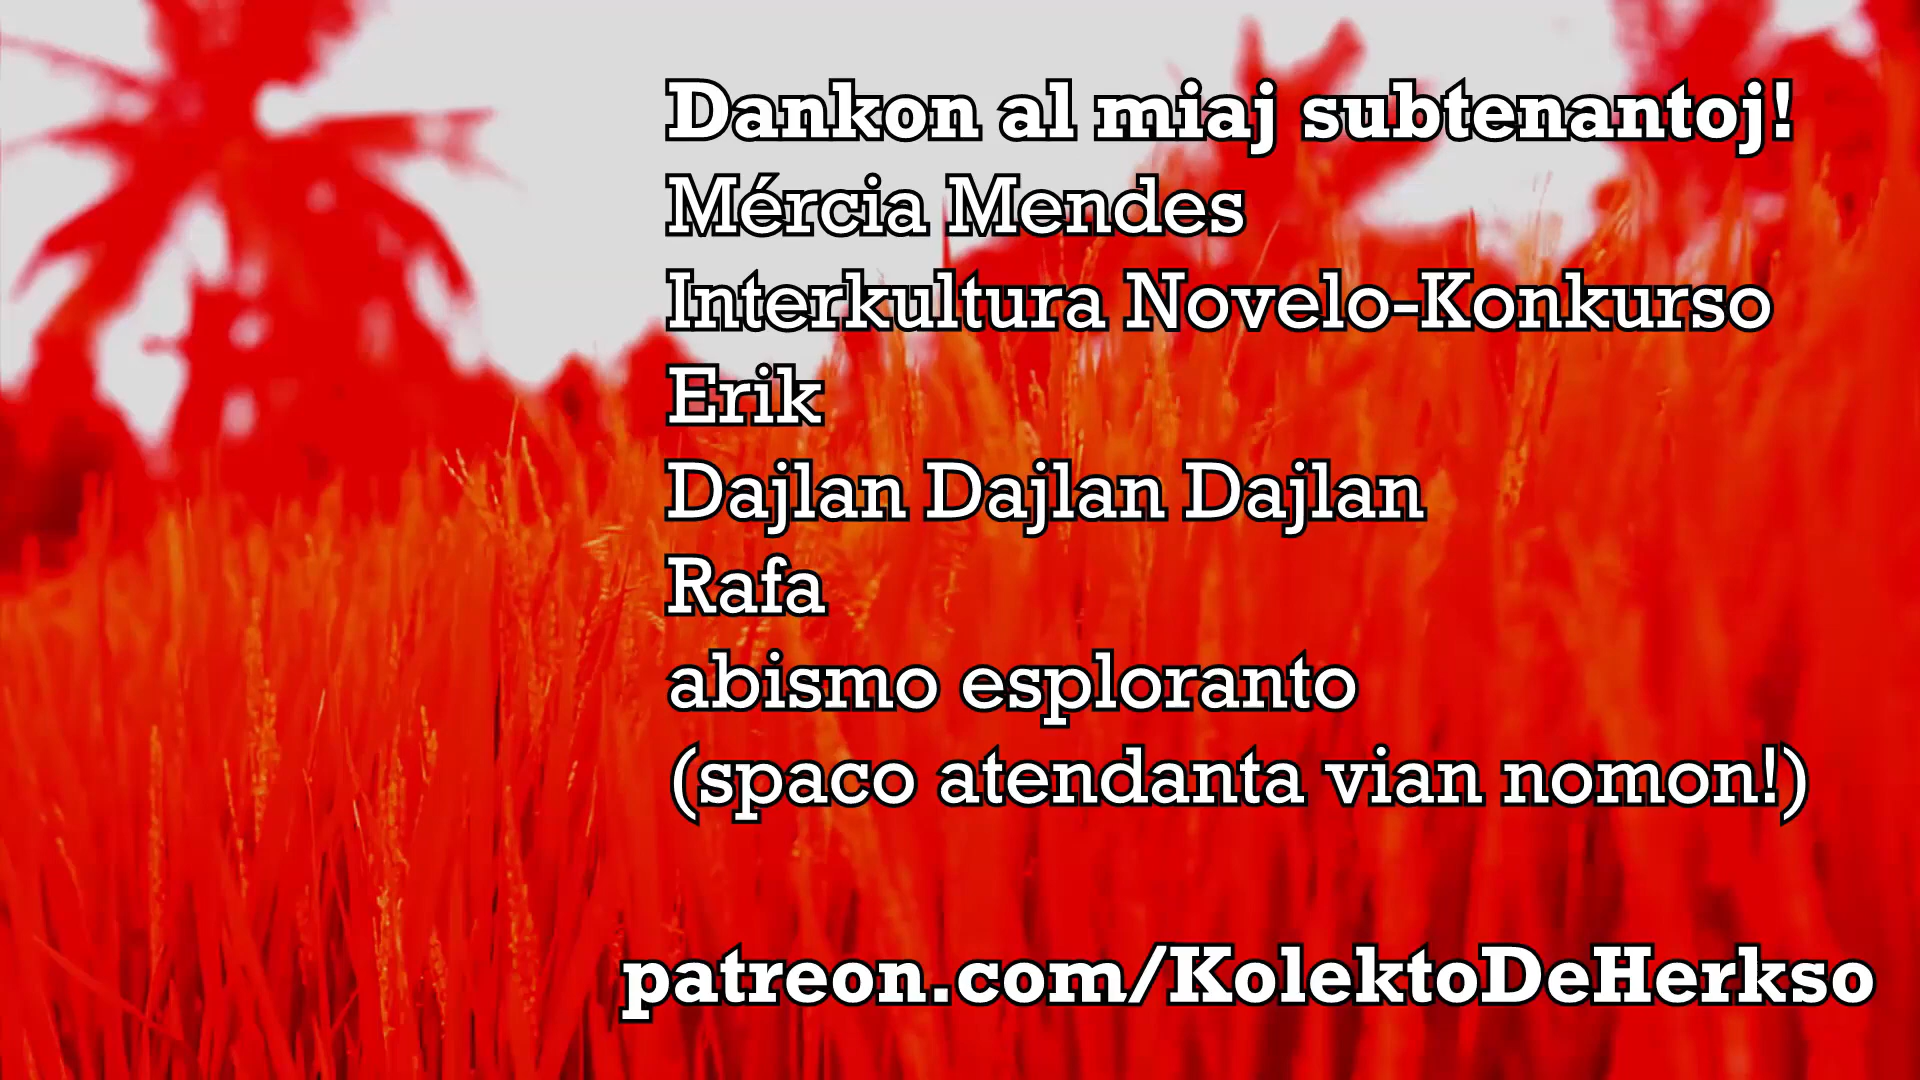 Dankon al miaj subtenantoj!
Mércia Mendes
Interkultura Novelo-Konkurso
Erik
Dajlan Dajlan Dajlan
Rafa
abismo esploranto
(spaco atendanta vian nomon!)
patreon.com/KolektoDeHerkso